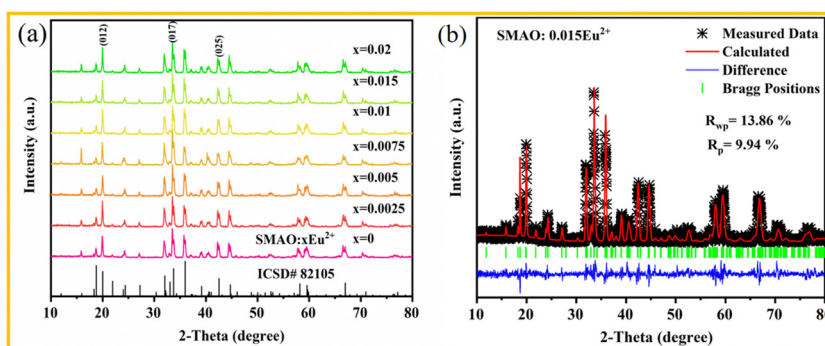 (a)
(012)
(017)
(025)
x=0.02
x=0.015
x=0.01
x=0.0075
x=0.005
x=0.0025
SMAO:xEu²⁺
x=0
ICSD# 82105
Intensity (a.u.)
10 20 30 40 50 60 70 80
2-Theta (degree)
(b)
SMAO: 0.015Eu²⁺
Measured Data
Calculated
Difference
Bragg Positions
Rwp= 13.86 %
Rp= 9.94 %
Intensity (a.u.)
10 20 30 40 50 60 70 80
2-Theta (degree)